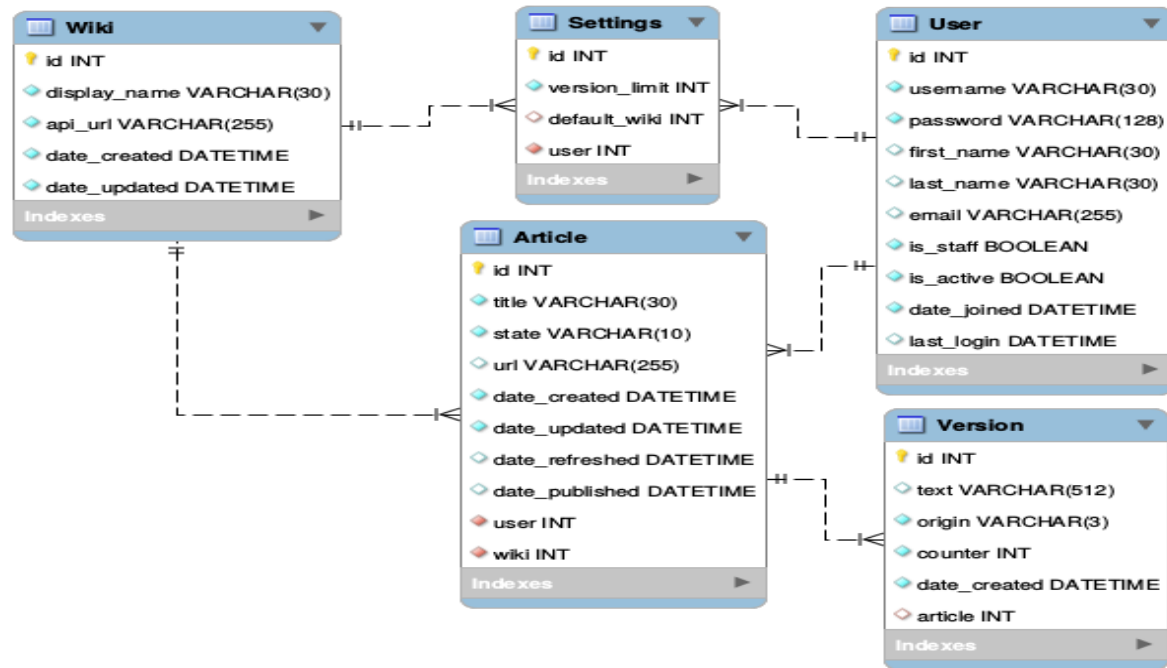 Wiki
id INT
display_name VARCHAR(30)
api_url VARCHAR(255)
date_created DATETIME
date_updated DATETIME
Indexes
Settings
id INT
version_limit INT
default_wiki INT
user INT
Indexes
User
id INT
username VARCHAR(30)
password VARCHAR(128)
first_name VARCHAR(30)
last_name VARCHAR(30)
email VARCHAR(255)
is_staff BOOLEAN
is_active BOOLEAN
date_joined DATETIME
last_login DATETIME
Indexes
Article
id INT
title VARCHAR(30)
state VARCHAR(10)
url VARCHAR(255)
date_created DATETIME
date_updated DATETIME
date_refreshed DATETIME
date_published DATETIME
user INT
wiki INT
Indexes
Version
id INT
text VARCHAR(512)
origin VARCHAR(3)
counter INT
date_created DATETIME
article INT
Indexes